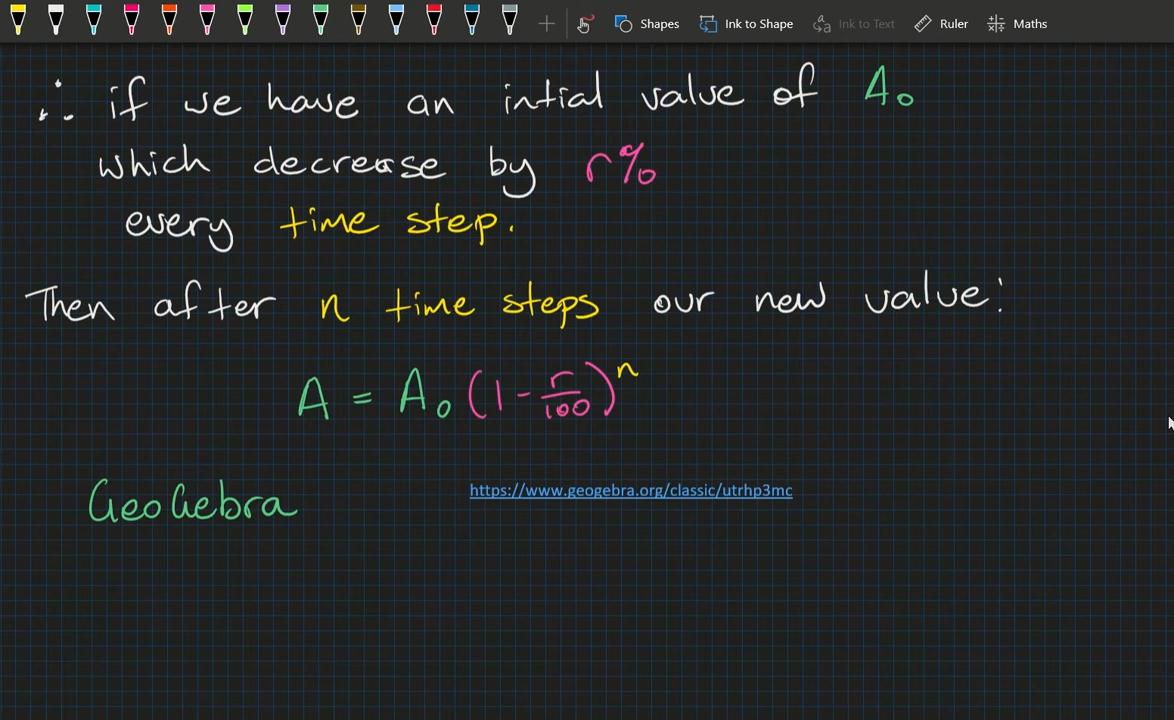 Shapes Ink to Shape Ink to Text Ruler Maths
∴ if we have an intial value of A₀
which decrease by r%
every time step.
Then after n time steps our new value:
A = A₀ (1 - r/100)ⁿ
GeoGebra https://www.geogebra.org/classic/utrhp3mc